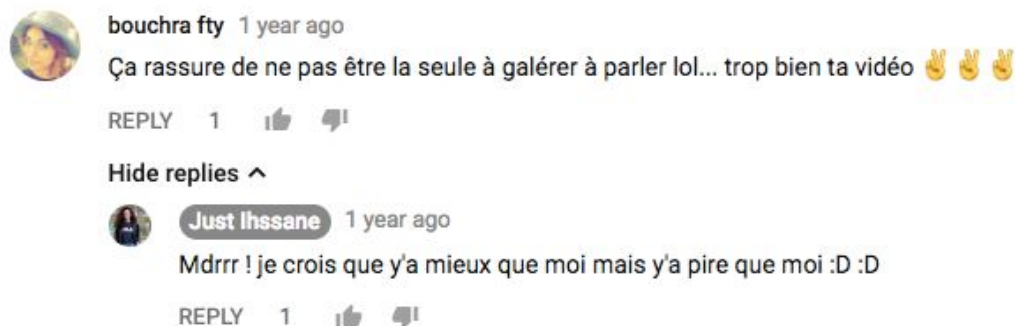 bouchra fty 1 year ago
Ça rassure de ne pas être la seule à galérer à parler lol... trop bien ta vidéo ✌️ ✌️ ✌️
REPLY 1
Hide replies
Just Ihssane 1 year ago
Mdrrr ! je crois que y'a mieux que moi mais y'a pire que moi :D :D
REPLY 1